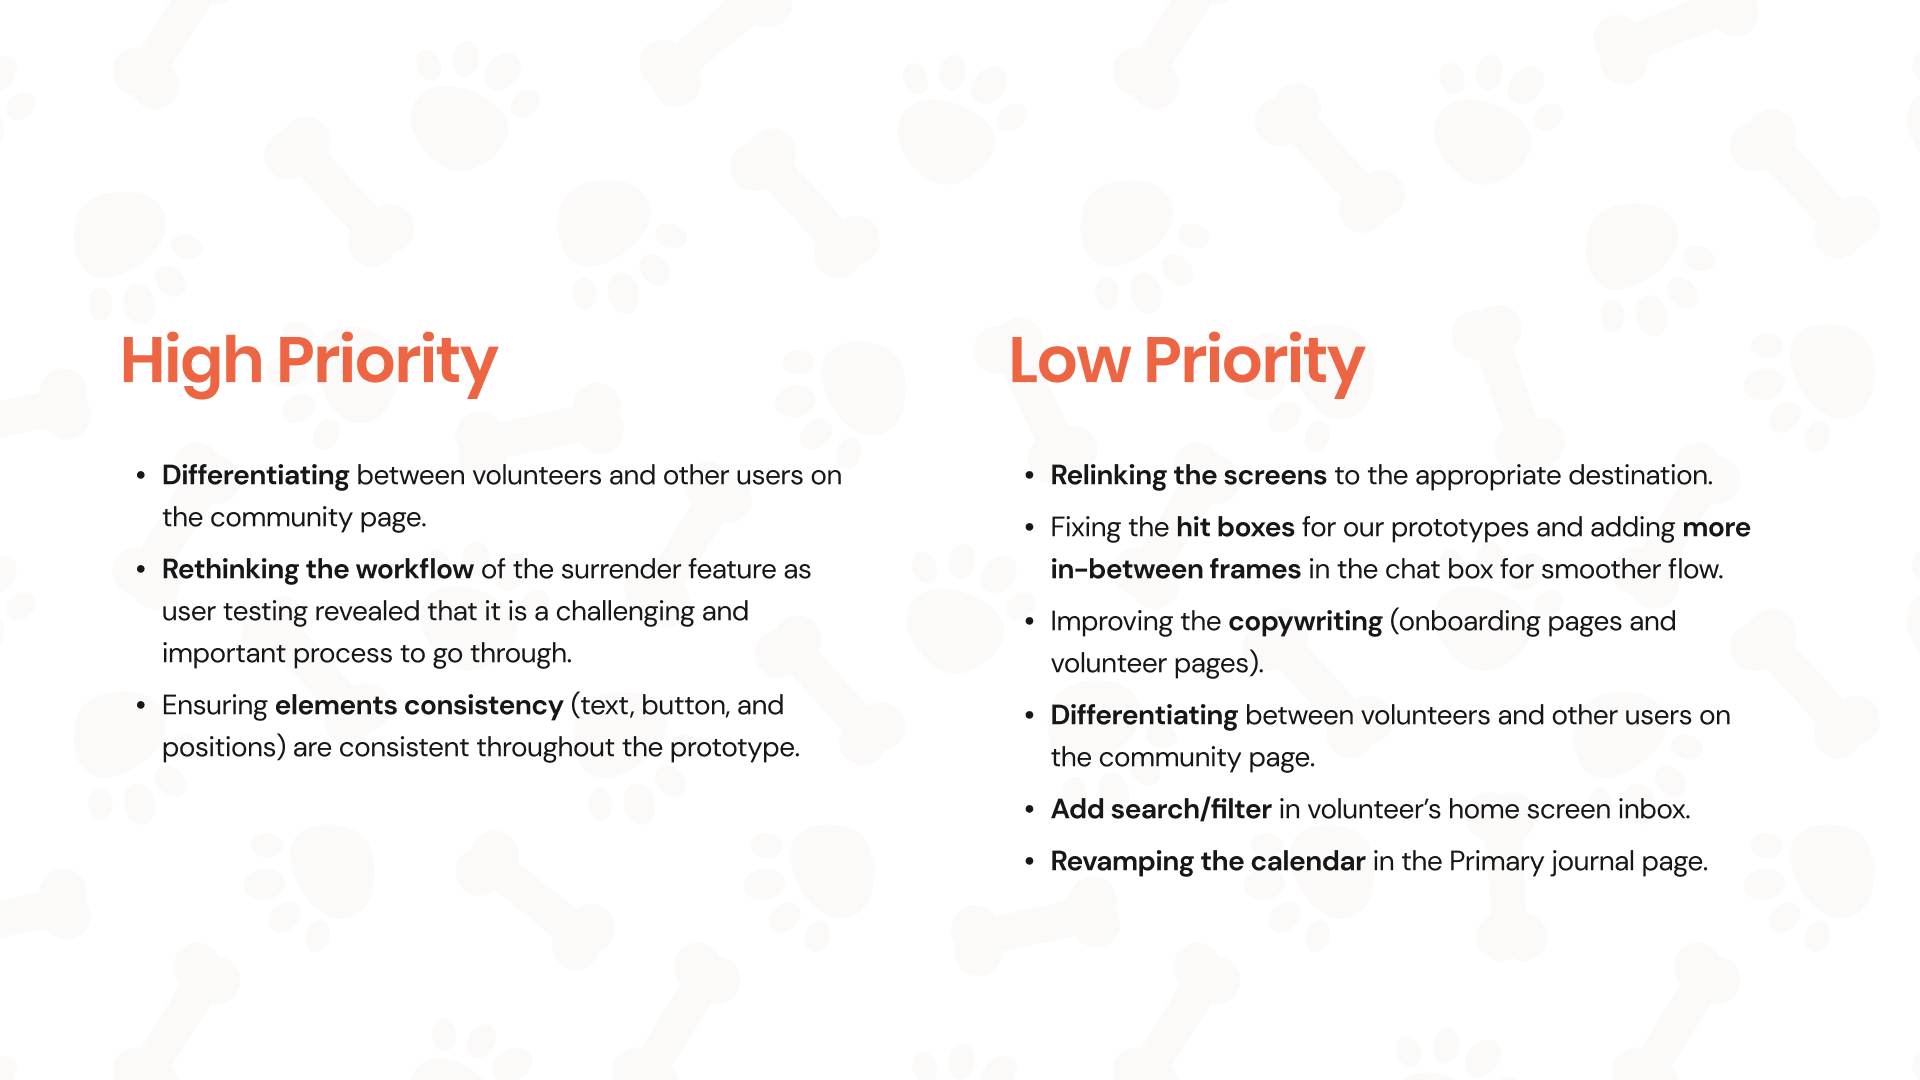 High Priority
• Differentiating between volunteers and other users on
the community page.
• Rethinking the workflow of the surrender feature as
user testing revealed that it is a challenging and
important process to go through.
• Ensuring elements consistency (text, button, and
positions) are consistent throughout the prototype.
Low Priority
• Relinking the screens to the appropriate destination.
• Fixing the hit boxes for our prototypes and adding more
in-between frames in the chat box for smoother flow.
• Improving the copywriting (onboarding pages and
volunteer pages).
• Differentiating between volunteers and other users on
the community page.
• Add search/filter in volunteer’s home screen inbox.
• Revamping the calendar in the Primary journal page.